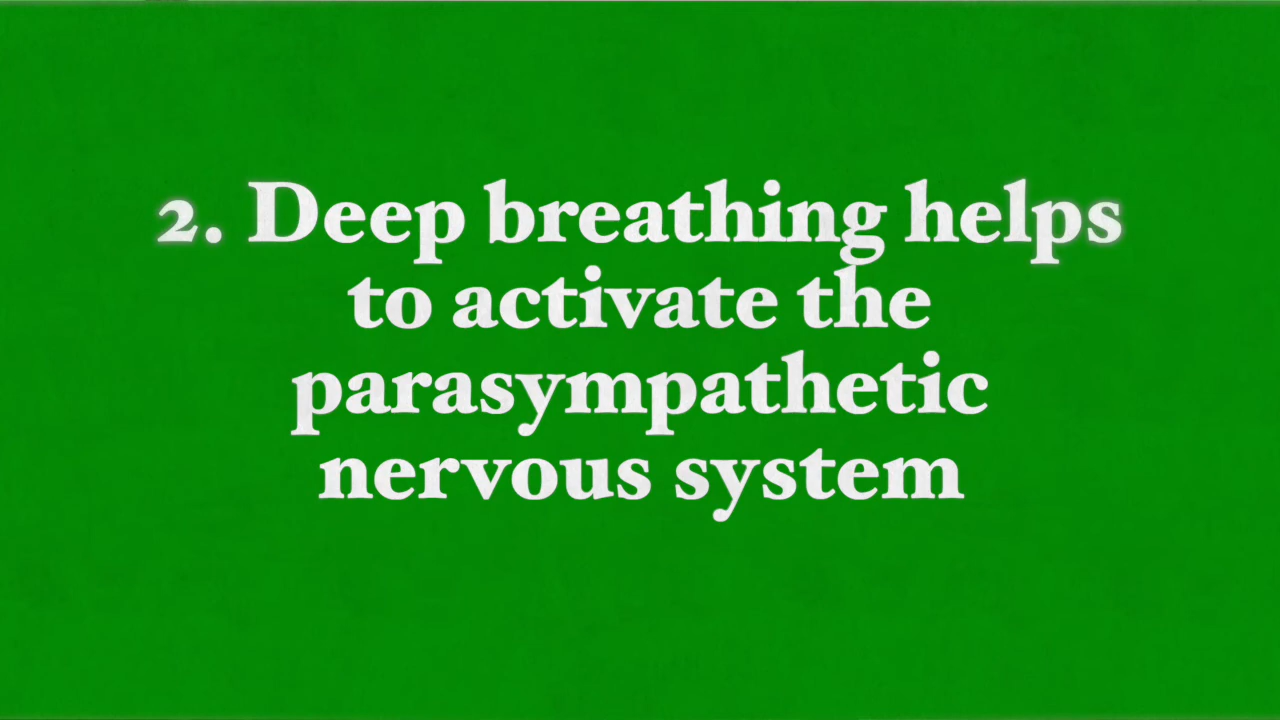 2. Deep breathing helps
to activate the
parasympathetic
nervous system